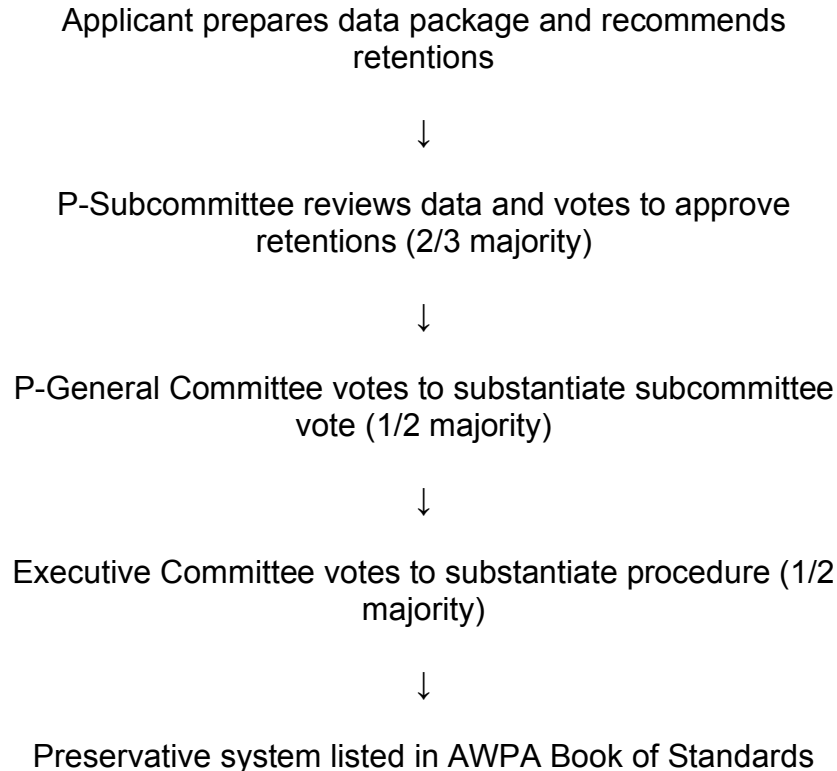 Applicant prepares data package and recommends
retentions
↓
P-Subcommittee reviews data and votes to approve
retentions (2/3 majority)
↓
P-General Committee votes to substantiate subcommittee
vote (1/2 majority)
↓
Executive Committee votes to substantiate procedure (1/2
majority)
↓
Preservative system listed in AWPA Book of Standards